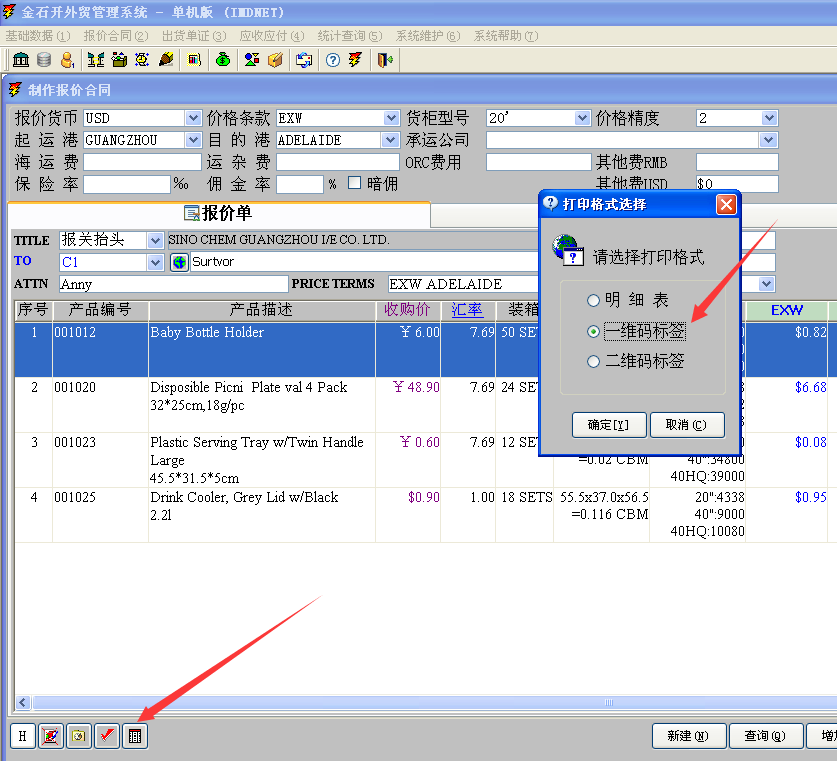 金石开外贸管理系统 - 单机版 (IMDNET)
基础数据(1) 报价合同(2) 出货单证(3) 应收应付(4) 统计查询(5) 系统维护(6) 系统帮助(7)
制作报价合同
报价货币 USD 价格条款 EXW 货柜型号 20' 价格精度 2
起运港 GUANGZHOU 目的港 ADELAIDE 承运公司
海运费 运杂费 ORC费用 其他费RMB
保险率 ‰ 佣金率 % 暗佣 其他费USD $0
报价单
TITLE 报关抬头 SINO CHEM GUANGZHOU I/E CO. LTD.
TO C1 Surtvor
ATTN Anny PRICE TERMS EXW ADELAIDE
序号 产品编号 产品描述 收购价 汇率 装箱 EXW
1 001012 Baby Bottle Holder ￥6.00 7.69 50 SET $0.82
2 001020 Disposible Picni Plate val 4 Pack ￥48.90 7.69 24 SET $6.68
32*25cm,18g/pc
3 001023 Plastic Serving Tray w/Twin Handle ￥0.60 7.69 12 SET $0.08
Large =0.02 CBM 40":34800
45.5*31.5*5cm 40HQ:39000
4 001025 Drink Cooler, Grey Lid w/Black $0.90 1.00 18 SETS 55.5x37.0x56.5 20":4338 $0.95
2.2l =0.116 CBM 40":9000
40HQ:10080
打印格式选择
请选择打印格式
明 细 表
一维码标签
二维码标签
确定[Y] 取消(C)
H 新建(N) 查询(Q) 增加